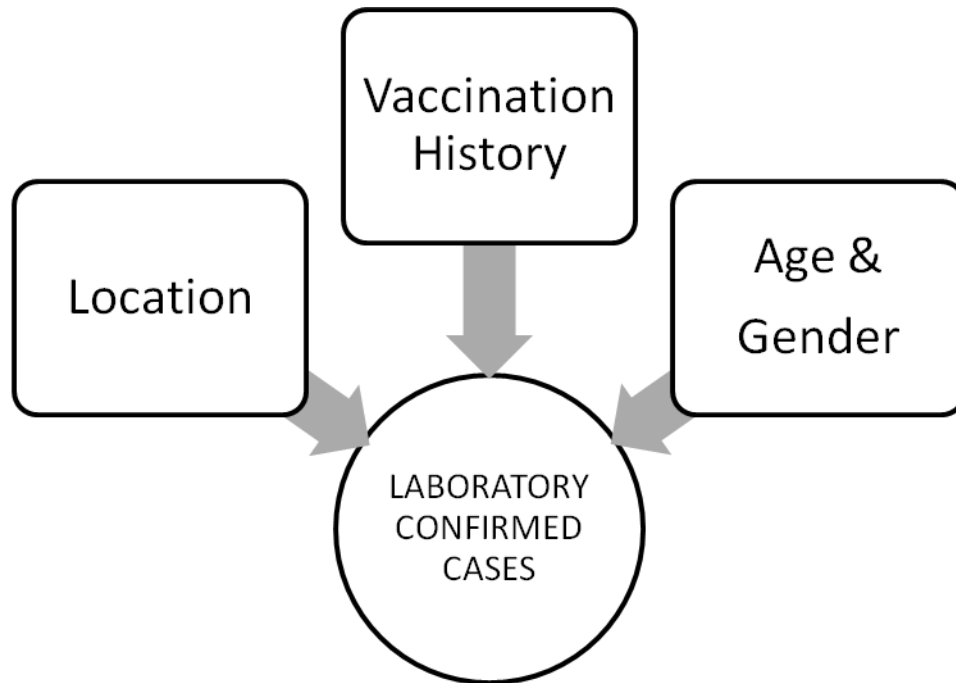 Vaccination
History
Location
Age &
Gender
LABORATORY
CONFIRMED
CASES